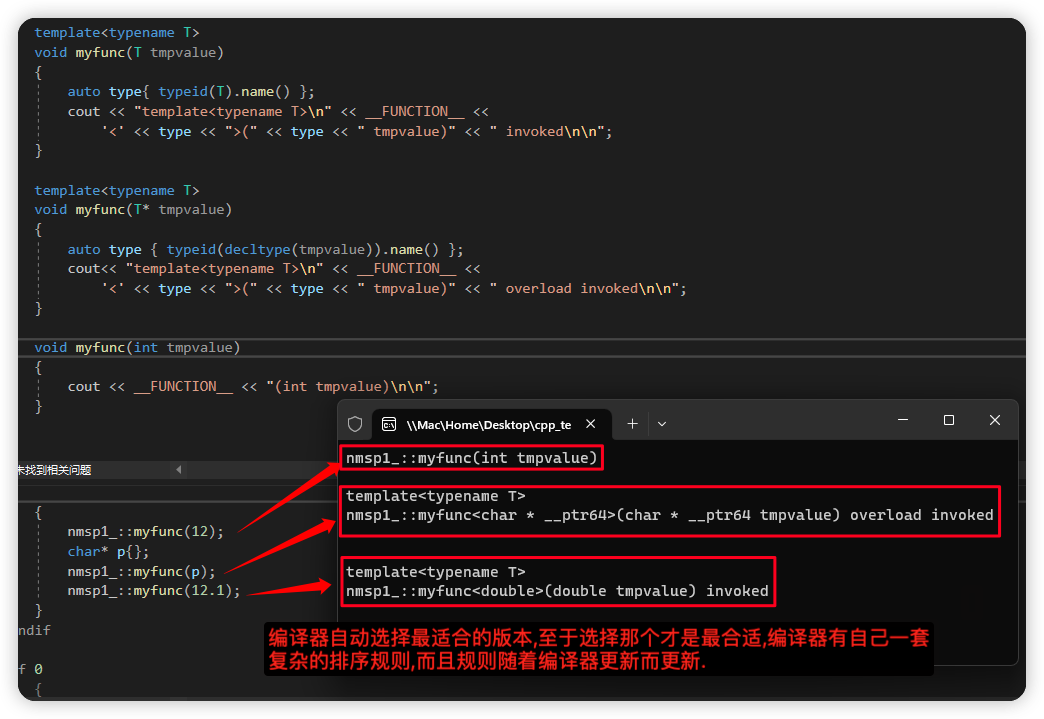 template<typename T>
void myfunc(T tmpvalue)
{
auto type{ typeid(T).name() };
cout << "template<typename T>\n" << __FUNCTION__ <<
'<' << type << ">(" << type << " tmpvalue)" << " invoked\n\n";
}
template<typename T>
void myfunc(T* tmpvalue)
{
auto type { typeid(decltype(tmpvalue)).name() };
cout<< "template<typename T>\n" << __FUNCTION__ <<
'<' << type << ">(" << type << " tmpvalue)" << " overload invoked\n\n";
}
void myfunc(int tmpvalue)
{
cout << __FUNCTION__ << "(int tmpvalue)\n\n";
}
\\Mac\Home\Desktop\cpp_te
nmsp1_::myfunc(int tmpvalue)
template<typename T>
nmsp1_::myfunc<char * __ptr64>(char * __ptr64 tmpvalue) overload invoked
template<typename T>
nmsp1_::myfunc<double>(double tmpvalue) invoked
未找到相关问题
{
nmsp1_::myfunc(12);
char* p{};
nmsp1_::myfunc(p);
nmsp1_::myfunc(12.1);
}
ndif
f 0
{
编译器自动选择最适合的版本,至于选择那个才是最合适,编译器有自己一套
复杂的排序规则,而且规则随着编译器更新而更新.